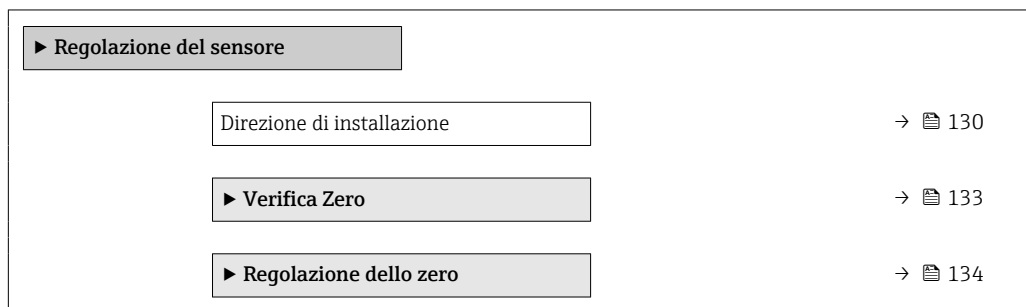 ▶ Regolazione del sensore
Direzione di installazione → 130
▶ Verifica Zero → 133
▶ Regolazione dello zero → 134